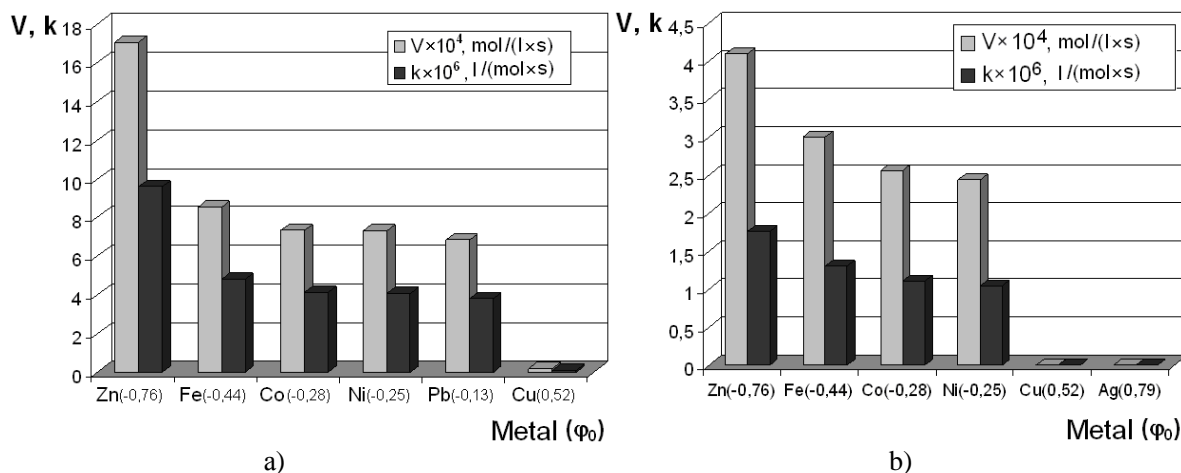 V, k
18
16
14
12
10
8
6
4
2
0
V×10⁴, mol/(l×s)
k×10⁶, l/(mol×s)
Zn(-0,76) Fe(-0,44) Co(-0,28) Ni(-0,25) Pb(-0,13) Cu(0,52)
Metal (φ₀)
a)
V, k
4,5
4
3,5
3
2,5
2
1,5
1
0,5
0
V×10⁴, mol/(l×s)
k×10⁶, l/(mol×s)
Zn(-0,76) Fe(-0,44) Co(-0,28) Ni(-0,25) Cu(0,52) Ag(0,79)
Metal (φ₀)
b)